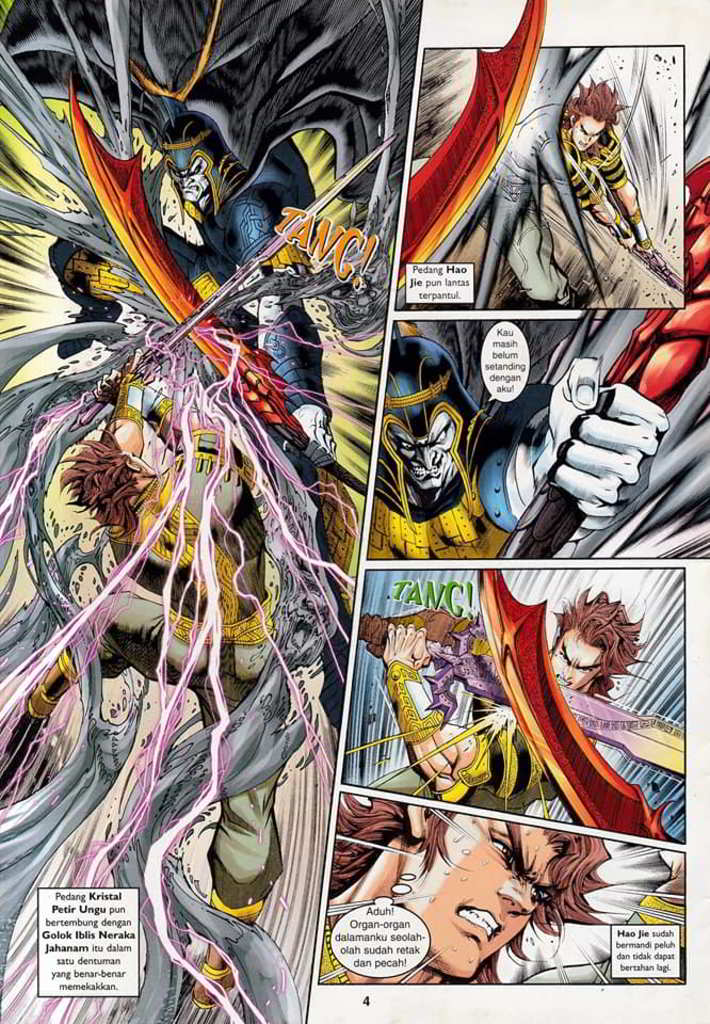 TANG!
Pedang Kristal
Petir Ungu pun
bertembung dengan
Golok Iblis Neraka
Jahanam itu dalam
satu dentuman
yang benar-benar
memekakkan.
Pedang Hao
Jie pun lantas
terpantul.
Kau
masih
belum
setanding
dengan
aku!
TANG!
Aduh!
Organ-organ
dalamanku seolah-
olah sudah retak
dan pecah!
Hao Jie sudah
bermandi peluh
dan tidak dapat
bertahan lagi.
4